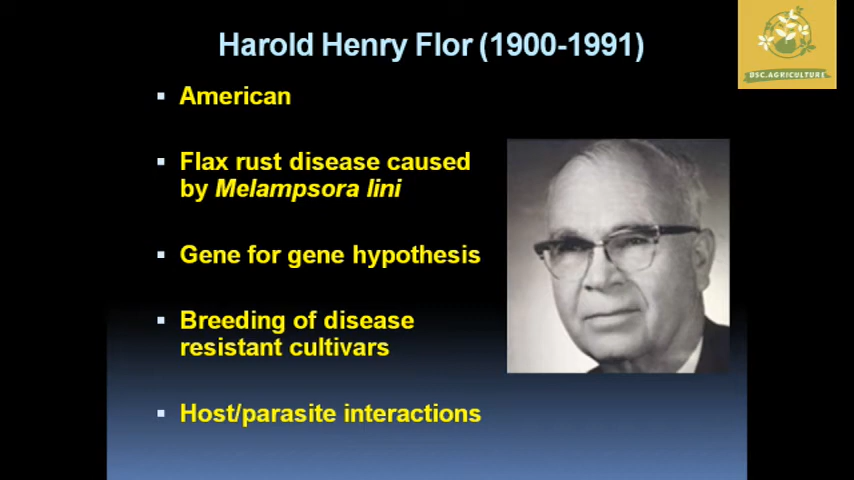 Harold Henry Flor (1900-1991)
BSC.AGRICULTURE
▪ American
▪ Flax rust disease caused
by Melampsora lini
▪ Gene for gene hypothesis
▪ Breeding of disease
resistant cultivars
▪ Host/parasite interactions